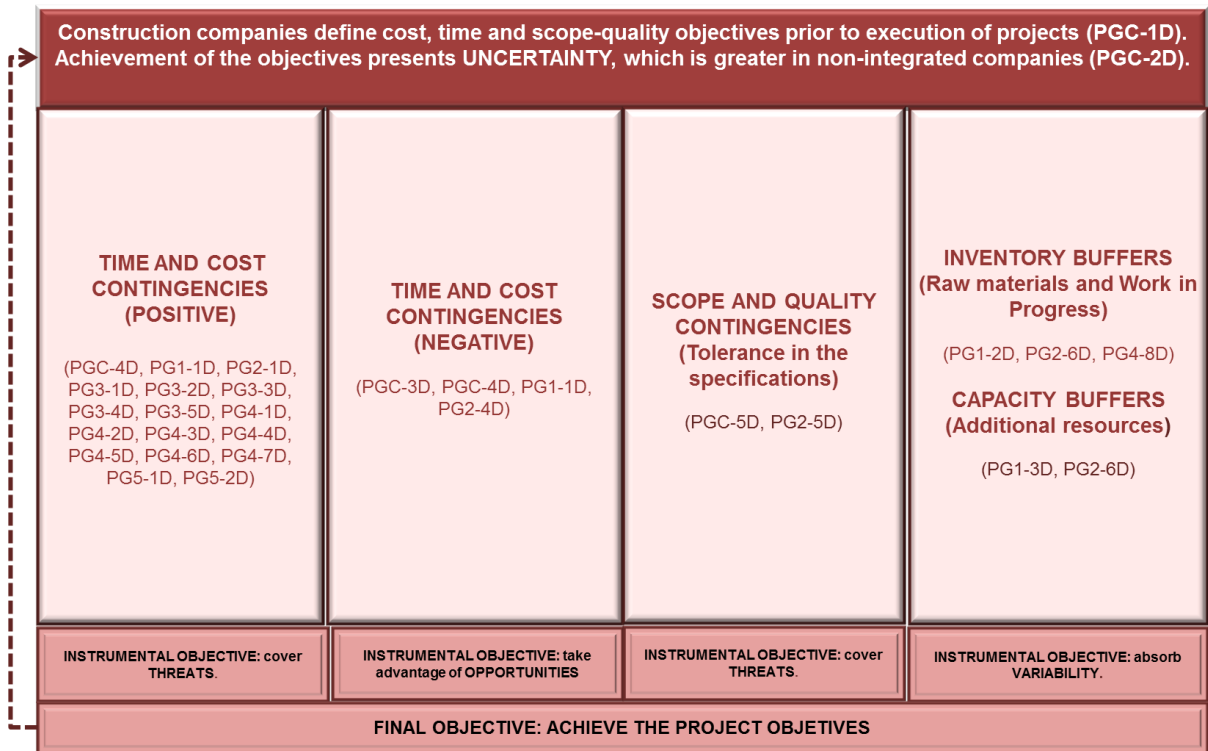 Construction companies define cost, time and scope-quality objectives prior to execution of projects (PGC-1D).
Achievement of the objectives presents UNCERTAINTY, which is greater in non-integrated companies (PGC-2D).
TIME AND COST
CONTINGENCIES
(POSITIVE)
(PGC-4D, PG1-1D, PG2-1D,
PG3-1D, PG3-2D, PG3-3D,
PG3-4D, PG3-5D, PG4-1D,
PG4-2D, PG4-3D, PG4-4D,
PG4-5D, PG4-6D, PG4-7D,
PG5-1D, PG5-2D)
TIME AND COST
CONTINGENCIES
(NEGATIVE)
(PGC-3D, PGC-4D, PG1-1D,
PG2-4D)
SCOPE AND QUALITY
CONTINGENCIES
(Tolerance in the
specifications)
(PGC-5D, PG2-5D)
INVENTORY BUFFERS
(Raw materials and Work in
Progress)
(PG1-2D, PG2-6D, PG4-8D)
CAPACITY BUFFERS
(Additional resources)
(PG1-3D, PG2-6D)
INSTRUMENTAL OBJECTIVE: cover
THREATS.
INSTRUMENTAL OBJECTIVE: take
advantage of OPPORTUNITIES
INSTRUMENTAL OBJECTIVE: cover
THREATS.
INSTRUMENTAL OBJECTIVE: absorb
VARIABILITY.
FINAL OBJECTIVE: ACHIEVE THE PROJECT OBJETIVES